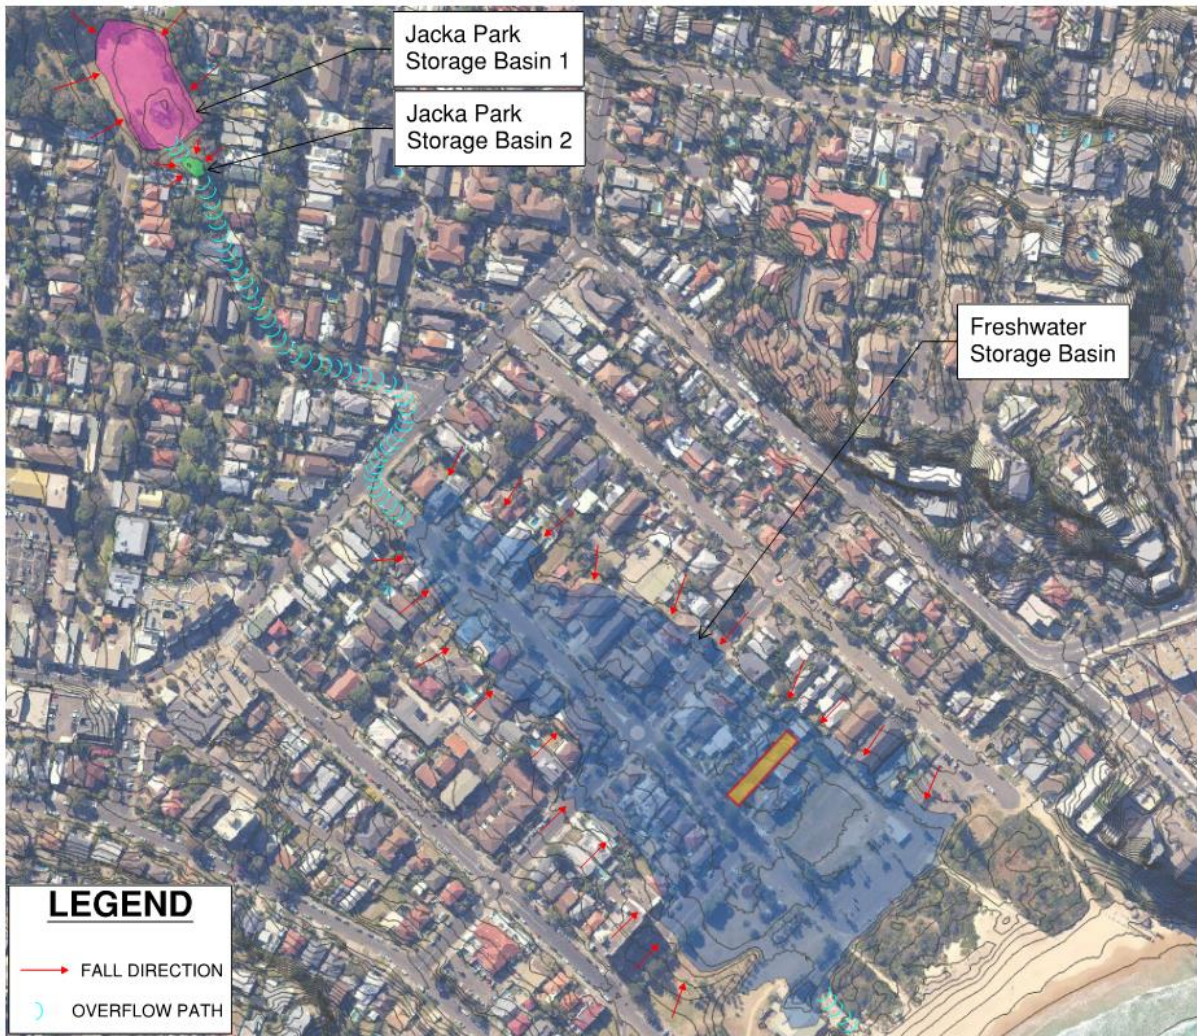 Jacka Park
Storage Basin 1
Jacka Park
Storage Basin 2
Freshwater
Storage Basin
LEGEND
FALL DIRECTION
OVERFLOW PATH